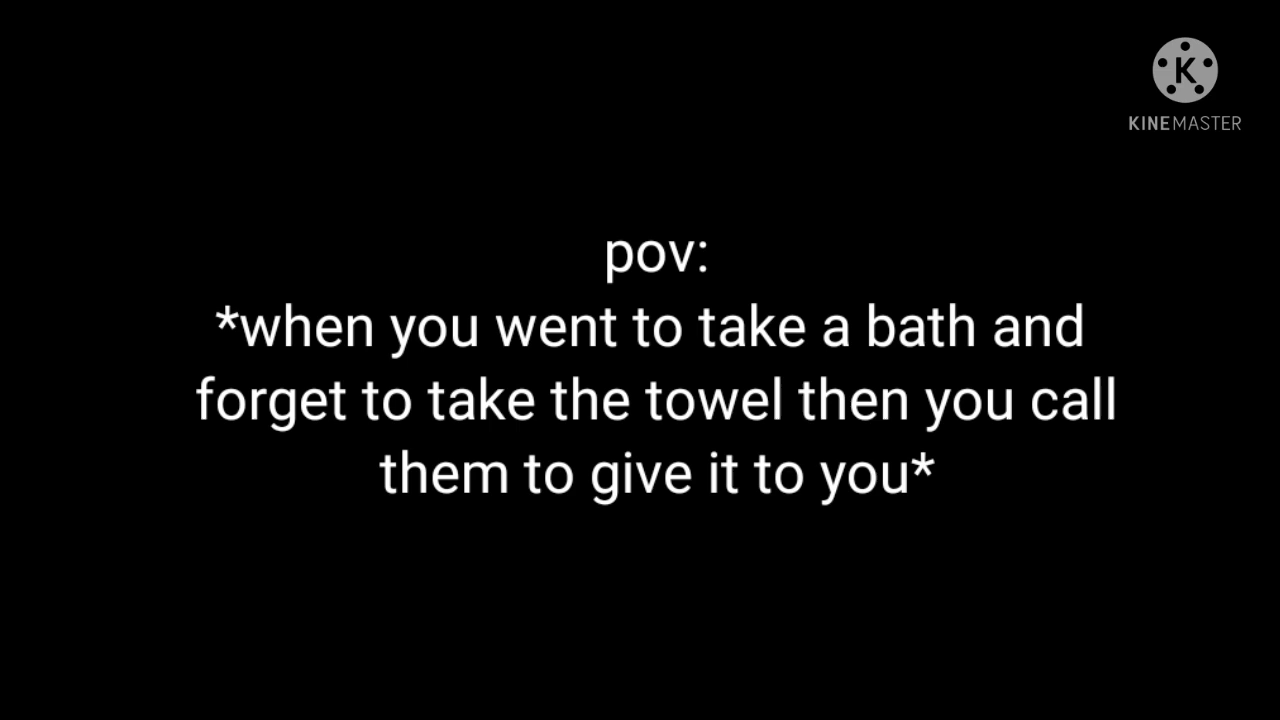 K
KINEMASTER
pov:
*when you went to take a bath and
forget to take the towel then you call
them to give it to you*